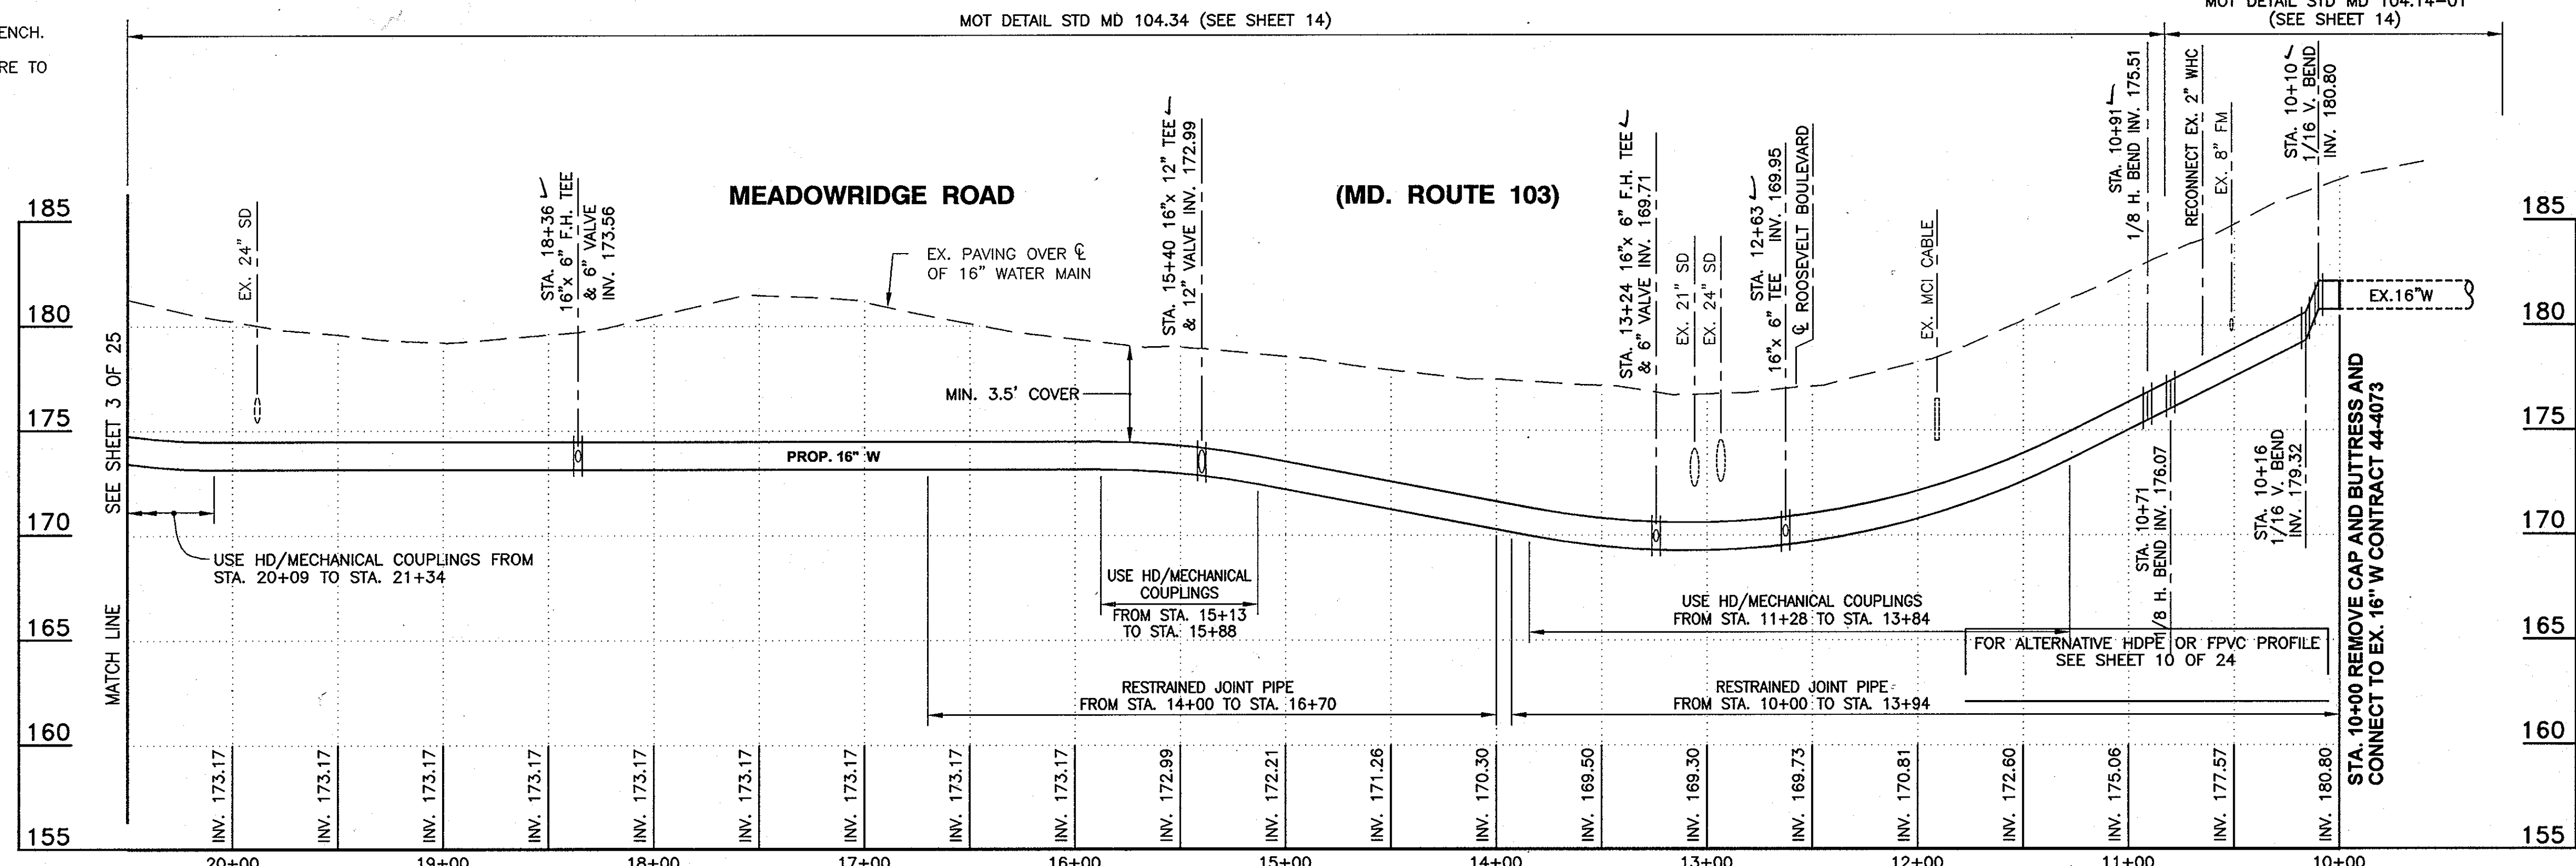 ENCH.
RE TO
MOT DETAIL STD MD 104.34 (SEE SHEET 14)
MOT DETAIL STD MD 104.14-01
(SEE SHEET 14)
MEADOWRIDGE ROAD
(MD. ROUTE 103)
185
180
175
170
165
160
155
SEE SHEET 3 OF 25
MATCH LINE
EX. 24" SD
STA. 18+36
16"x 6" F.H. TEE
& 6" VALVE
INV. 173.56
EX. PAVING OVER ℄
OF 16" WATER MAIN
MIN. 3.5' COVER
STA. 15+40 16"x 12" TEE
& 12" VALVE INV. 172.99
STA. 13+24 16"x 6" F.H. TEE
& 6" VALVE INV. 169.71
EX. 21" SD
EX. 24" SD
STA. 12+63
16"x 6" TEE INV. 169.95
℄ ROOSEVELT BOULEVARD
EX. MCI CABLE
STA. 10+91
1/8 H. BEND INV. 175.51
RECONNECT EX. 2" WHC
EX. 8" FM
STA. 10+10
1/16 V. BEND
INV. 180.80
EX.16"W
PROP. 16" W
USE HD/MECHANICAL COUPLINGS FROM
STA. 20+09 TO STA. 21+34
USE HD/MECHANICAL
COUPLINGS
FROM STA. 15+13
TO STA. 15+88
USE HD/MECHANICAL COUPLINGS
FROM STA. 11+28 TO STA. 13+84
STA. 10+71
1/8 H. BEND INV. 176.07
STA. 10+16
1/16 V. BEND
INV. 179.32
FOR ALTERNATIVE HDPE OR FPVC PROFILE
SEE SHEET 10 OF 24
RESTRAINED JOINT PIPE
FROM STA. 14+00 TO STA. 16+70
RESTRAINED JOINT PIPE
FROM STA. 10+00 TO STA. 13+94
STA. 10+00 REMOVE CAP AND BUTTRESS AND
CONNECT TO EX. 16" W CONTRACT 44-4073
185
180
175
170
165
160
155
INV. 173.17
INV. 173.17
INV. 173.17
INV. 173.17
INV. 173.17
INV. 173.17
INV. 173.17
INV. 173.17
INV. 173.17
INV. 172.99
INV. 172.21
INV. 171.26
INV. 170.30
INV. 169.50
INV. 169.30
INV. 169.73
INV. 170.81
INV. 172.60
INV. 175.06
INV. 177.57
INV. 180.80
20+00
19+00
18+00
17+00
16+00
15+00
14+00
13+00
12+00
11+00
10+00